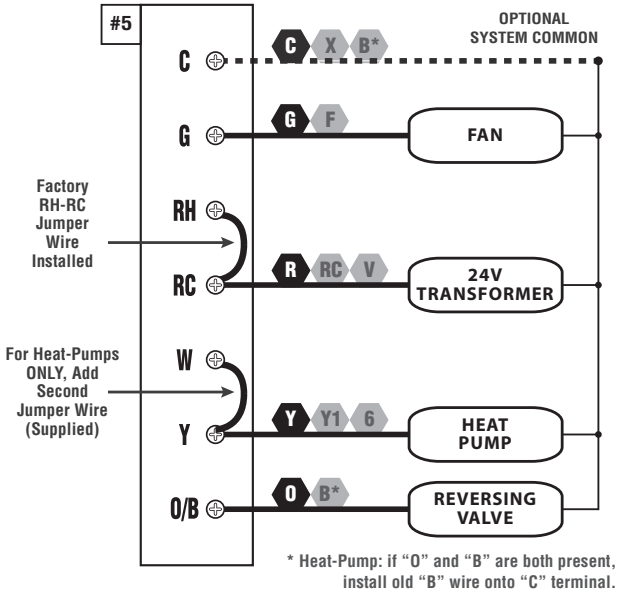 #5
OPTIONAL
SYSTEM COMMON
C
C X B*
G
G F
FAN
Factory
RH-RC
Jumper
Wire
Installed
RH
RC
R RC V
24V
TRANSFORMER
For Heat-Pumps
ONLY, Add
Second
Jumper Wire
(Supplied)
W
Y
Y Y1 6
HEAT
PUMP
O/B
O B*
REVERSING
VALVE
* Heat-Pump: if “O” and “B” are both present,
install old “B” wire onto “C” terminal.